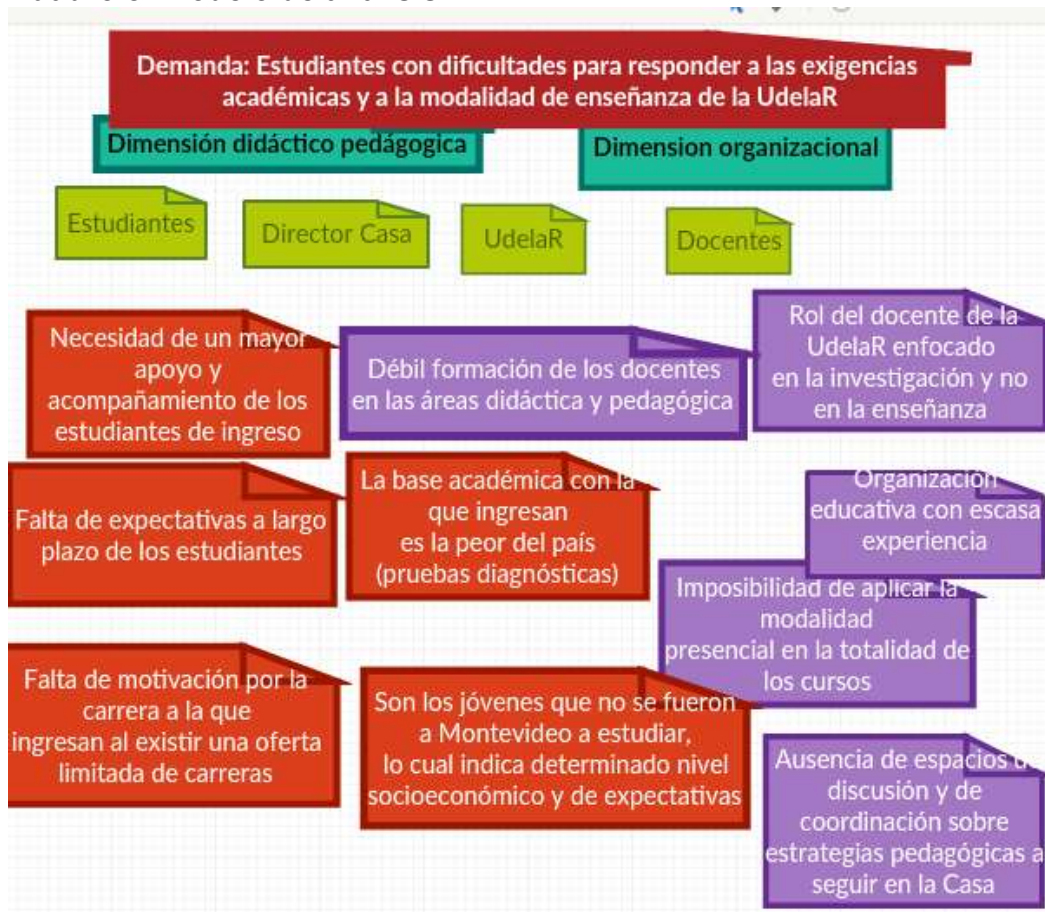 Demanda: Estudiantes con dificultades para responder a las exigencias
académicas y a la modalidad de enseñanza de la UdelaR
Dimensión didáctico pedágogica
Dimension organizacional
Estudiantes
Director Casa
UdelaR
Docentes
Necesidad de un mayor
apoyo y
acompañamiento de los
estudiantes de ingreso
Débil formación de los docentes
en las áreas didáctica y pedagógica
Rol del docente de la
UdelaR enfocado
en la investigación y no
en la enseñanza
Falta de expectativas a largo
plazo de los estudiantes
La base académica con la
que ingresan
es la peor del país
(pruebas diagnósticas)
Organización
educativa con escasa
experiencia
Imposibilidad de aplicar la
modalidad
presencial en la totalidad de
los cursos
Falta de motivación por la
carrera a la que
ingresan al existir una oferta
limitada de carreras
Son los jóvenes que no se fueron
a Montevideo a estudiar,
lo cual indica determinado nivel
socioeconómico y de expectativas
Ausencia de espacios de
discusión y de
coordinación sobre
estrategias pedagógicas a
seguir en la Casa